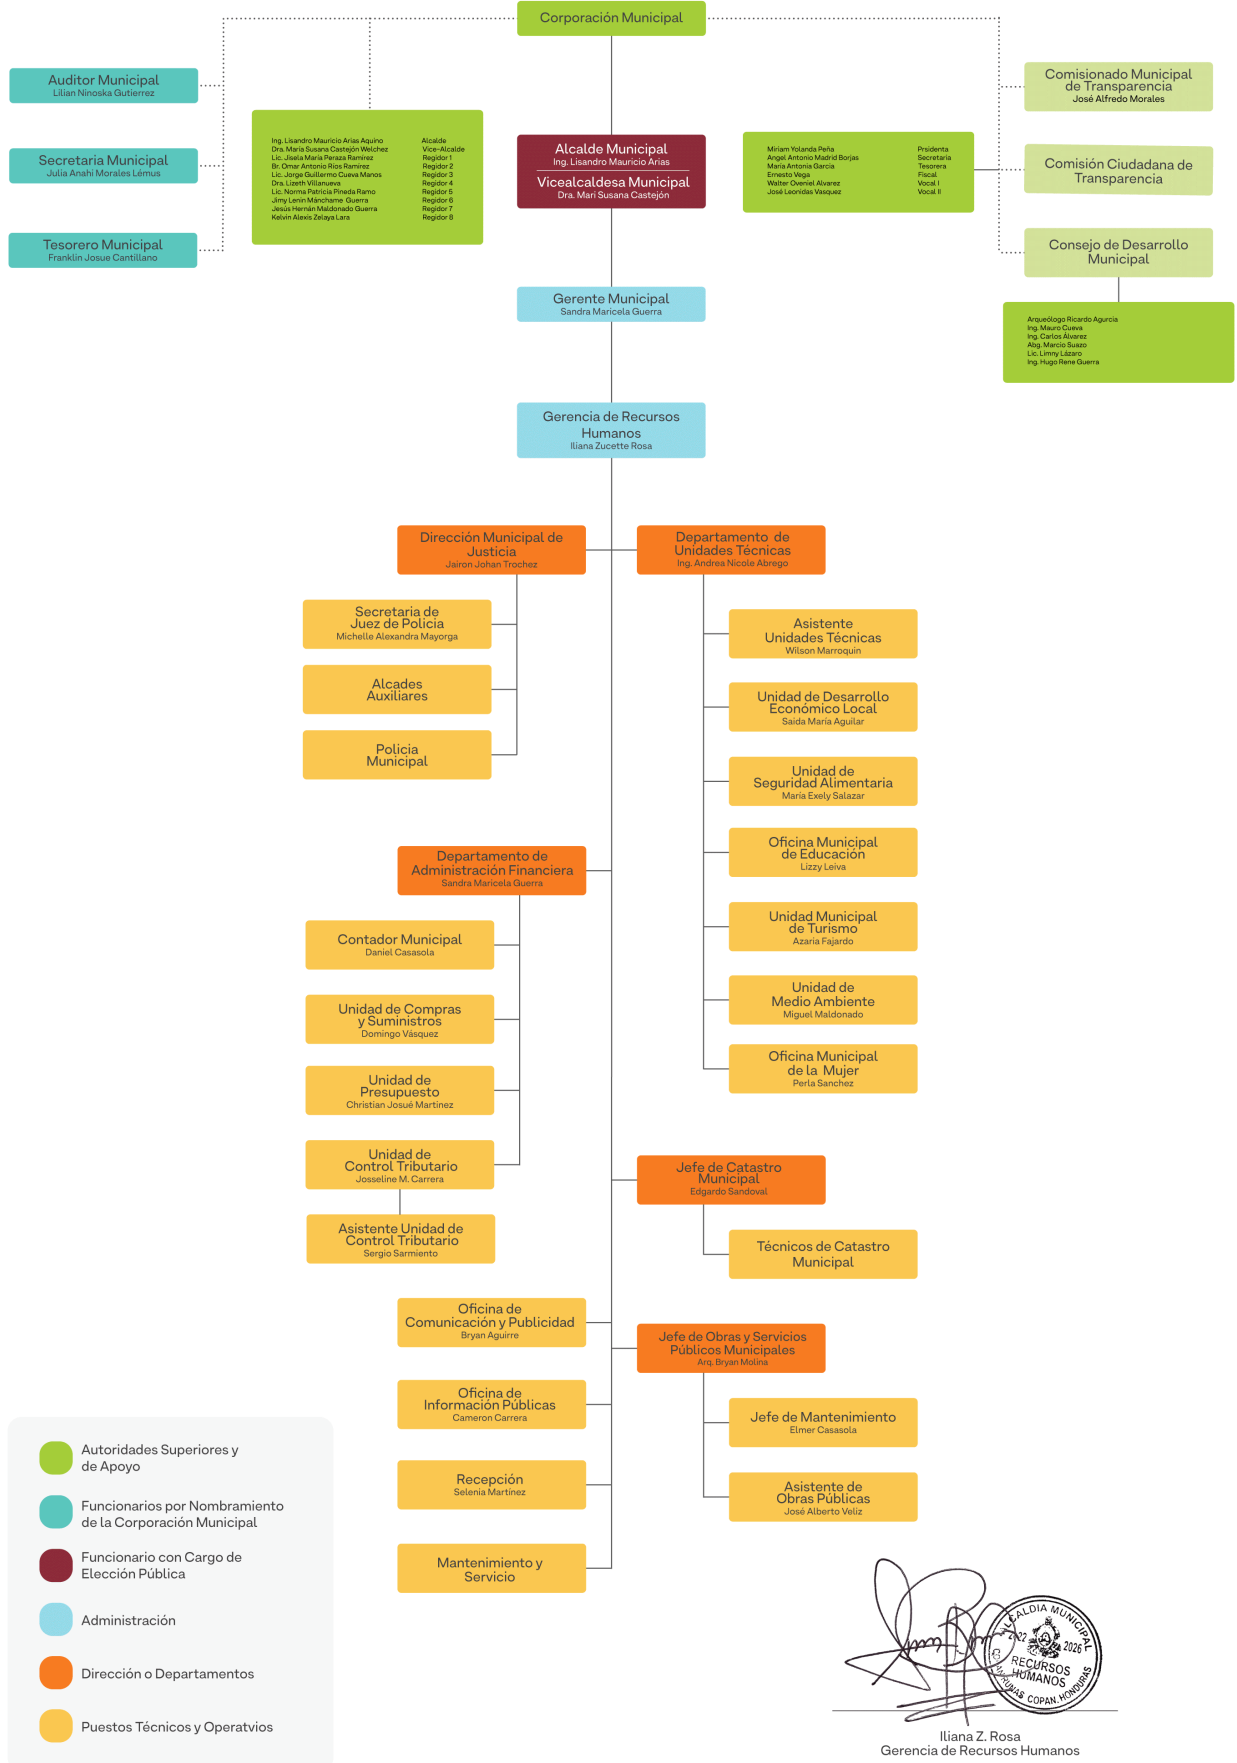 Corporación Municipal
Auditor Municipal
Lilian Ninoska Gutierrez
Secretaria Municipal
Julia Anahi Morales Lémus
Tesorero Municipal
Franklin Josue Cantillano
Ing. Lisandro Mauricio Arias Aquino Alcalde
Dra. María Susana Castejón Welchez Vice-Alcalde
Lic. Jisela María Peraza Ramirez Regidor 1
Br. Omar Antonio Ríos Ramírez Regidor 2
Lic. Jorge Guillermo Cueva Manos Regidor 3
Dra. Lizeth Villanueva Regidor 4
Lic. Norma Patricia Pineda Ramo Regidor 5
Jimy Lenin Mánchame Guerra Regidor 6
Jesús Hernán Maldonado Guerra Regidor 7
Kelvin Alexis Zelaya Lara Regidor 8
Alcalde Municipal
Ing. Lisandro Mauricio Arias
Vicealcaldesa Municipal
Dra. Mari Susana Castejón
Miriam Yolanda Peña Prsidenta
Angel Antonio Madrid Borjas Secretaria
María Antonia Garcia Tesorera
Ernesto Vega Fiscal
Walter Oveniel Alvarez Vocal I
José Leonidas Vasquez Vocal II
Comisionado Municipal
de Transparencia
José Alfredo Morales
Comisión Ciudadana de
Transparencia
Consejo de Desarrollo
Municipal
Arqueólogo Ricardo Agurcia
Ing. Mauro Cueva
Ing. Carlos Álvarez
Abg. Marcio Suazo
Lic. Limny Lázaro
Ing. Hugo Rene Guerra
Gerente Municipal
Sandra Maricela Guerra
Gerencia de Recursos
Humanos
Iliana Zucette Rosa
Dirección Municipal de
Justicia
Jairon Johan Trochez
Secretaria de
Juez de Policia
Michelle Alexandra Mayorga
Alcades
Auxiliares
Policia
Municipal
Departamento de
Unidades Técnicas
Ing. Andrea Nicole Abrego
Asistente
Unidades Técnicas
Wilson Marroquin
Unidad de Desarrollo
Económico Local
Saida María Aguilar
Unidad de
Seguridad Alimentaria
María Exely Salazar
Oficina Municipal
de Educación
Lizzy Leiva
Unidad Municipal
de Turismo
Azaria Fajardo
Unidad de
Medio Ambiente
Miguel Maldonado
Oficina Municipal
de la Mujer
Perla Sanchez
Departamento de
Administración Financiera
Sandra Maricela Guerra
Contador Municipal
Daniel Casasola
Unidad de Compras
y Suministros
Domingo Vásquez
Unidad de
Presupuesto
Christian Josué Martinez
Unidad de
Control Tributario
Josseline M. Carrera
Asistente Unidad de
Control Tributario
Sergio Sarmiento
Jefe de Catastro
Municipal
Edgardo Sandoval
Técnicos de Catastro
Municipal
Oficina de
Comunicación y Publicidad
Bryan Aguirre
Oficina de
Información Públicas
Cameron Carrera
Recepción
Selenia Martínez
Mantenimiento y
Servicio
Jefe de Obras y Servicios
Públicos Municipales
Arq. Bryan Molina
Jefe de Mantenimiento
Elmer Casasola
Asistente de
Obras Públicas
José Alberto Velíz
Autoridades Superiores y
de Apoyo
Funcionarios por Nombramiento
de la Corporación Municipal
Funcionario con Cargo de
Elección Pública
Administración
Dirección o Departamentos
Puestos Técnicos y Operatvios
ALCALDIA MUNICIPAL
2022 2026
RECURSOS
HUMANOS
COPAN. HONDURAS
Iliana Z. Rosa
Gerencia de Recursos Humanos